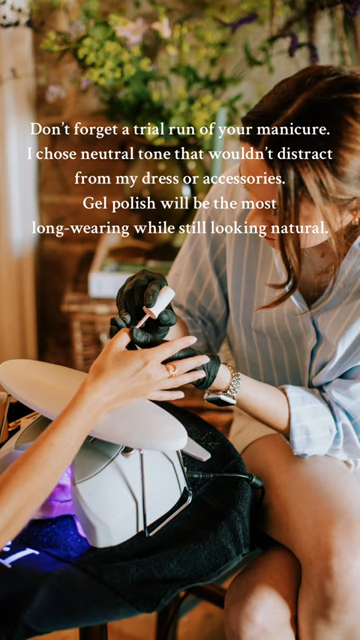 Don't forget a trial run of your manicure.
I chose neutral tone that wouldn't distract
from my dress or accessories.
Gel polish will be the most
long-wearing while still looking natural.